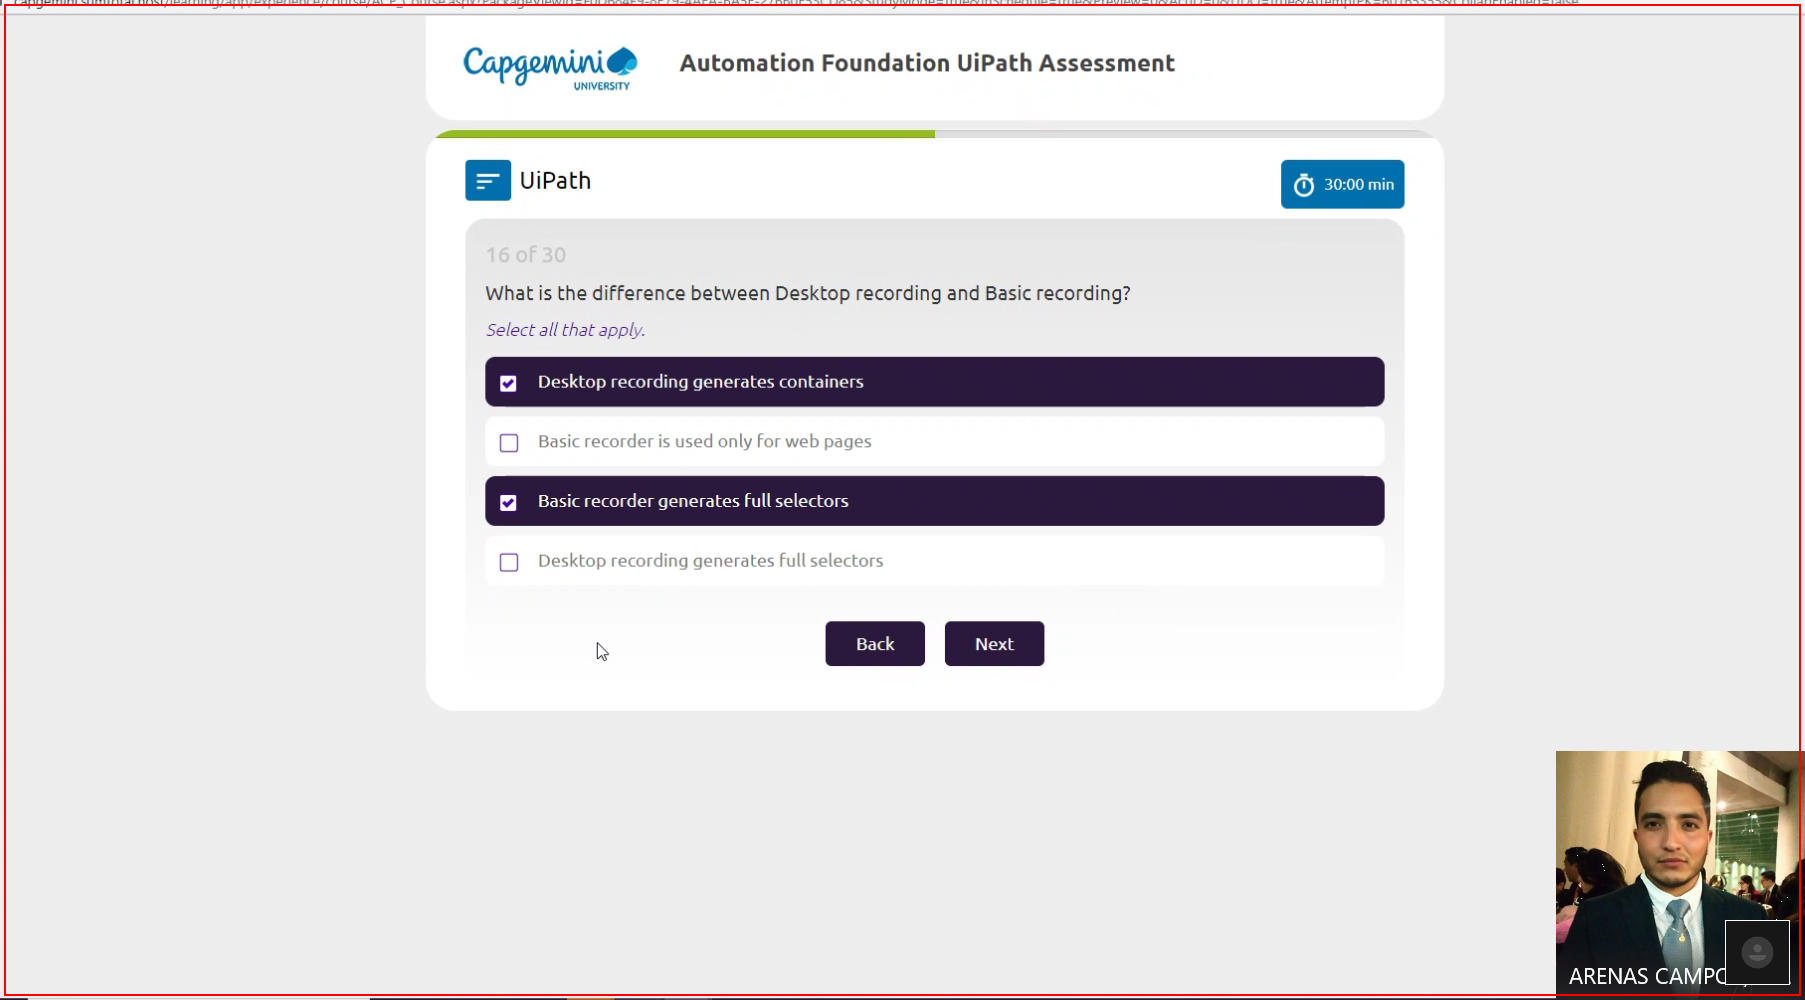 Capgemini
UNIVERSITY
Automation Foundation UiPath Assessment
UiPath
30:00 min
16 of 30
What is the difference between Desktop recording and Basic recording?
Select all that apply.
Desktop recording generates containers
Basic recorder is used only for web pages
Basic recorder generates full selectors
Desktop recording generates full selectors
Back
Next
ARENAS